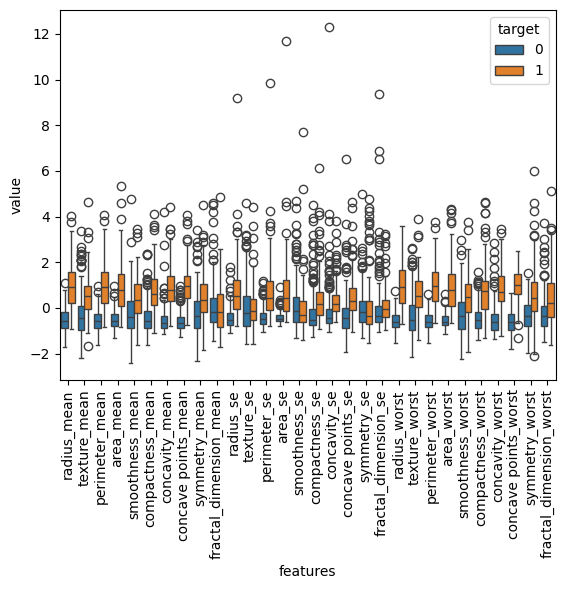 target
0
1
12
10
8
6
4
2
0
−2
value
radius_mean
texture_mean
perimeter_mean
area_mean
smoothness_mean
compactness_mean
concavity_mean
concave points_mean
symmetry_mean
fractal_dimension_mean
radius_se
texture_se
perimeter_se
area_se
smoothness_se
compactness_se
concavity_se
concave points_se
symmetry_se
fractal_dimension_se
radius_worst
texture_worst
perimeter_worst
area_worst
smoothness_worst
compactness_worst
concavity_worst
concave points_worst
symmetry_worst
fractal_dimension_worst
features